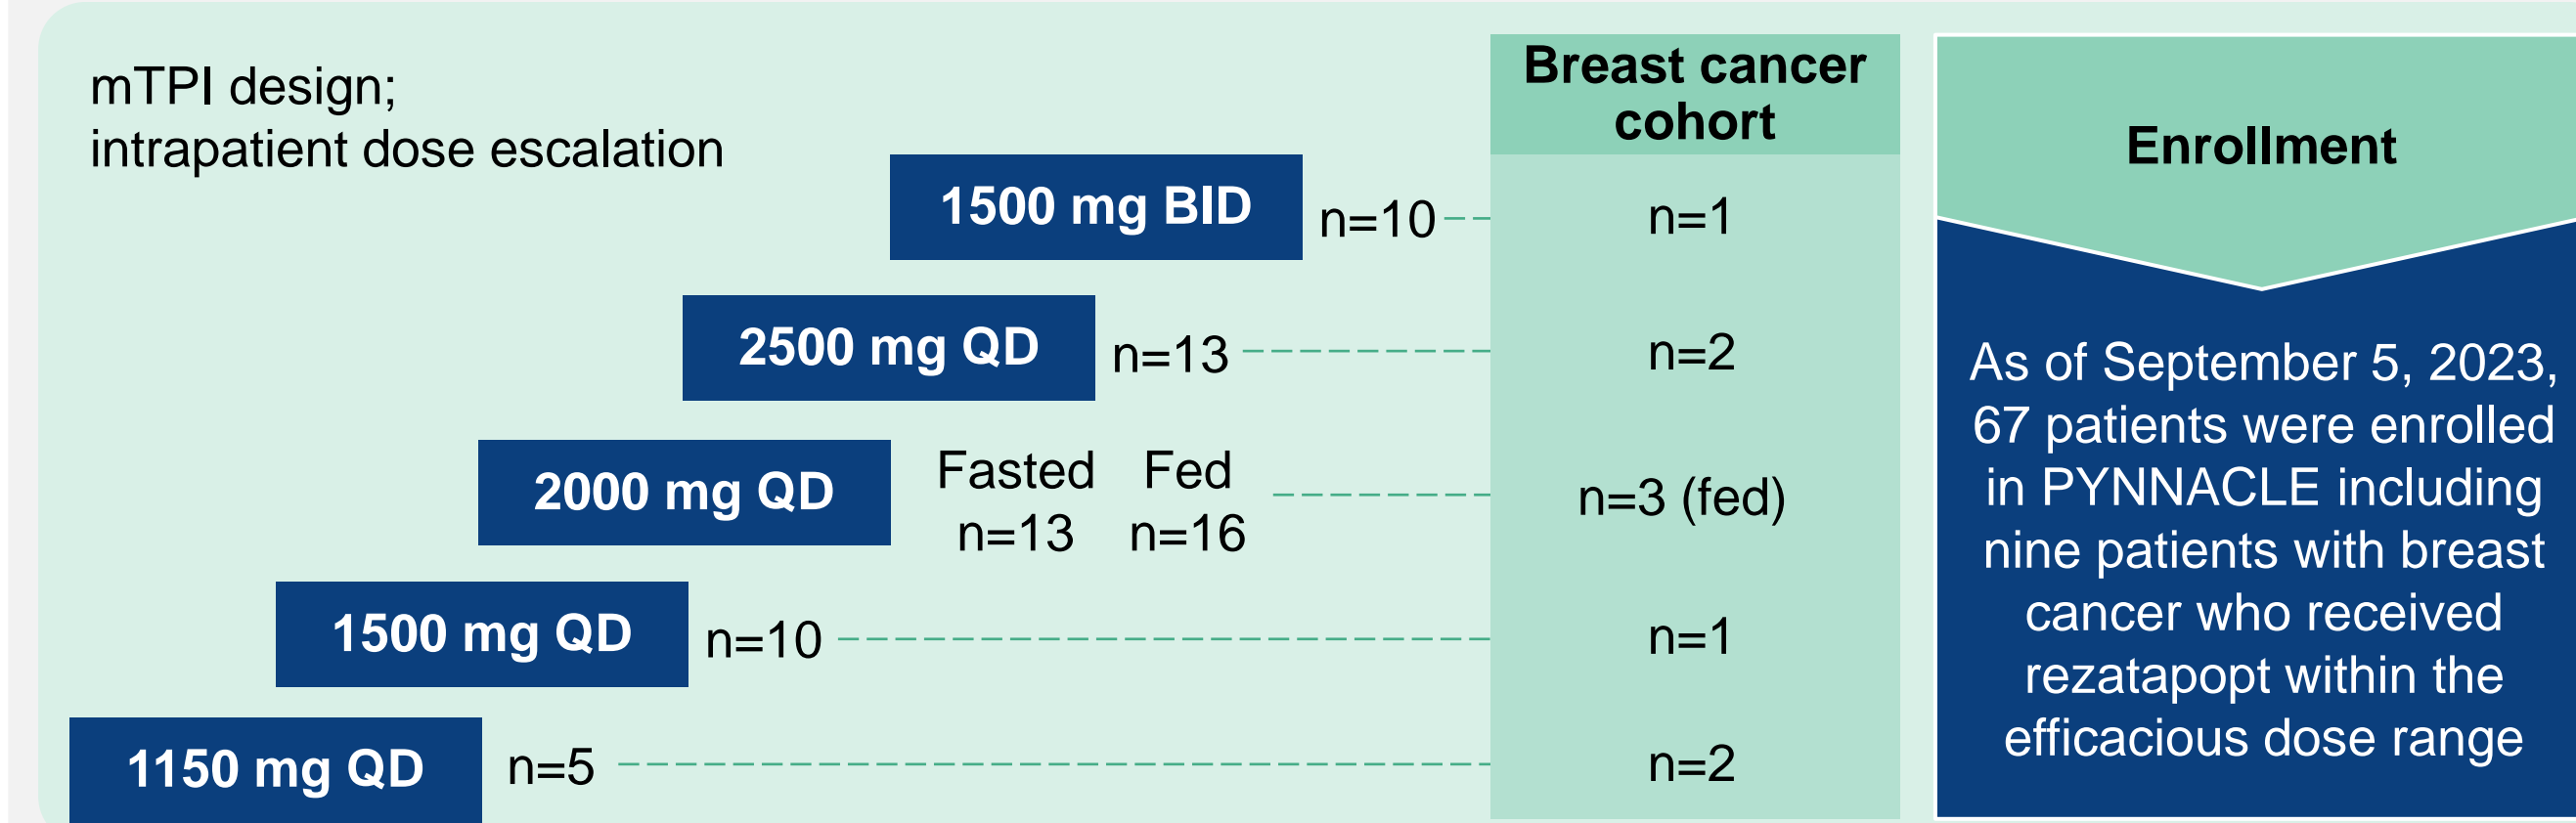 mTPI design;
intrapatient dose escalation
Breast cancer
cohort
1500 mg BID n=10 n=1
2500 mg QD n=13 n=2
2000 mg QD
Fasted Fed
n=13 n=16
n=3 (fed)
1500 mg QD n=10 n=1
1150 mg QD n=5 n=2
Enrollment
As of September 5, 2023,
67 patients were enrolled
in PYNNACLE including
nine patients with breast
cancer who received
rezatapopt within the
efficacious dose range